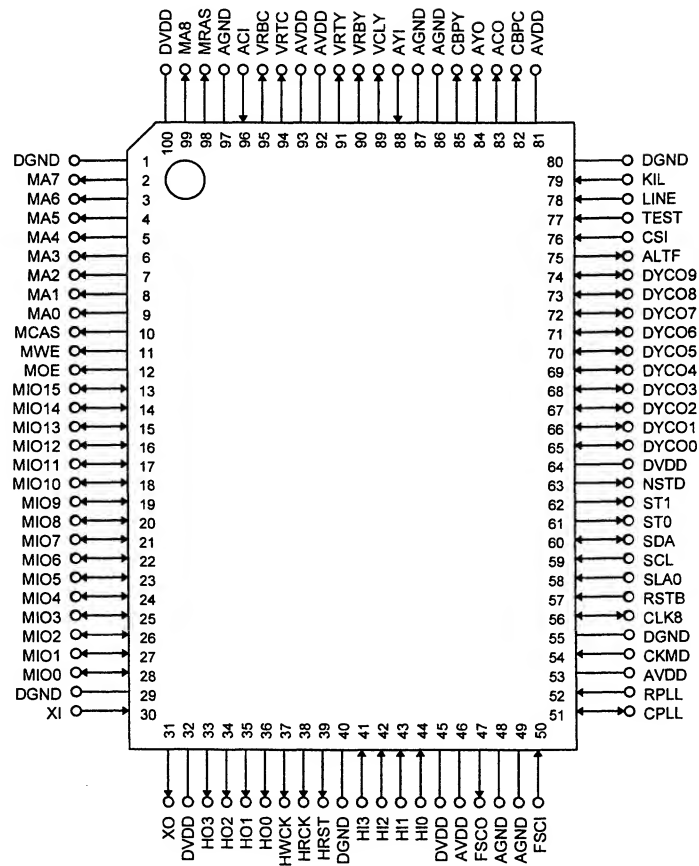 DVDD MA8 MRAS AGND ACI VRBC VRTC AVDD AVDD VRTY VRBY VCLY AYI AGND AGND CBPY AYO ACO CBPC AVDD
100 99 98 97 96 95 94 93 92 91 90 89 88 87 86 85 84 83 82 81
DGND 1 80 DGND
MA7 2 79 KIL
MA6 3 78 LINE
MA5 4 77 TEST
MA4 5 76 CSI
MA3 6 75 ALTF
MA2 7 74 DYCO9
MA1 8 73 DYCO8
MA0 9 72 DYCO7
MCAS 10 71 DYCO6
MWE 11 70 DYCO5
MOE 12 69 DYCO4
MIO15 13 68 DYCO3
MIO14 14 67 DYCO2
MIO13 15 66 DYCO1
MIO12 16 65 DYCO0
MIO11 17 64 DVDD
MIO10 18 63 NSTD
MIO9 19 62 ST1
MIO8 20 61 ST0
MIO7 21 60 SDA
MIO6 22 59 SCL
MIO5 23 58 SLA0
MIO4 24 57 RSTB
MIO3 25 56 CLK8
MIO2 26 55 DGND
MIO1 27 54 CKMD
MIO0 28 53 AVDD
DGND 29 52 RPLL
XI 30 51 CPLL
31 32 33 34 35 36 37 38 39 40 41 42 43 44 45 46 47 48 49 50
XO DVDD HO3 HO2 HO1 HO0 HWCK HRCK HRST DGND HI3 HI2 HI1 HI0 DVDD AVDD FSCO AGND AGND FSCI